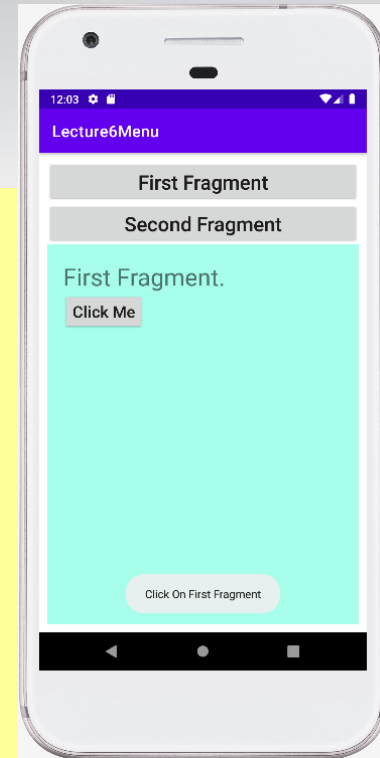 12:03
Lecture6Menu
First Fragment
Second Fragment
First Fragment.
Click Me
Click On First Fragment